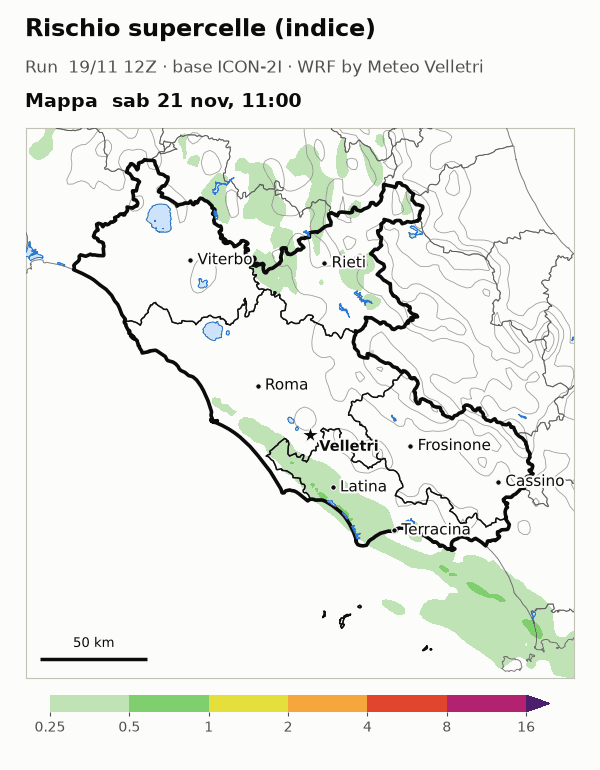 Rischio supercelle (indice)
Run  19/11 12Z · base ICON-2I · WRF by Meteo Velletri
Mappa  sab 21 nov, 11:00
Viterbo
Rieti
Roma
Velletri
Frosinone
Latina
Cassino
Terracina
50 km
0.25 0.5 1 2 4 8 16